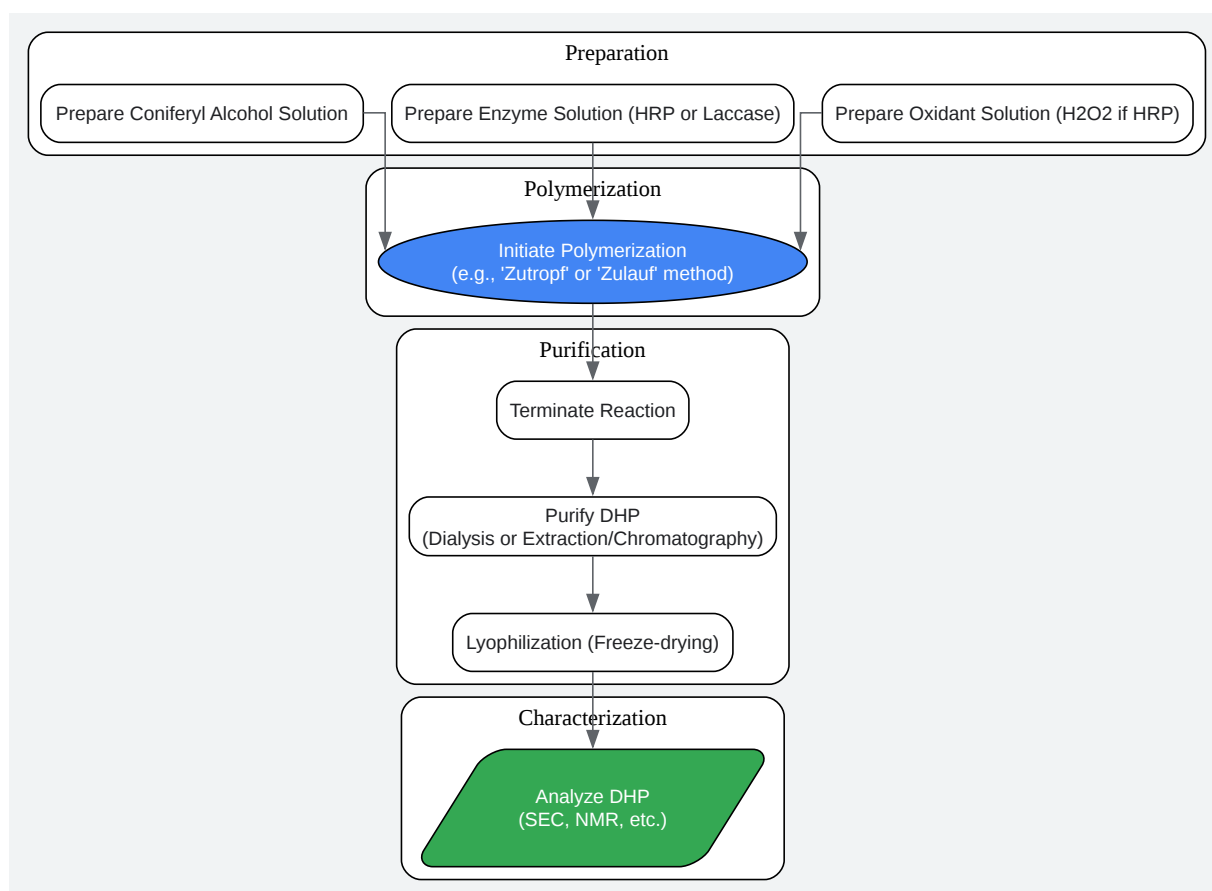 Preparation
Prepare Coniferyl Alcohol Solution
Prepare Enzyme Solution (HRP or Laccase)
Prepare Oxidant Solution (H2O2 if HRP)
Polymerization
Initiate Polymerization
(e.g., 'Zutropf' or 'Zulauf' method)
Purification
Terminate Reaction
Purify DHP
(Dialysis or Extraction/Chromatography)
Lyophilization (Freeze-drying)
Characterization
Analyze DHP
(SEC, NMR, etc.)